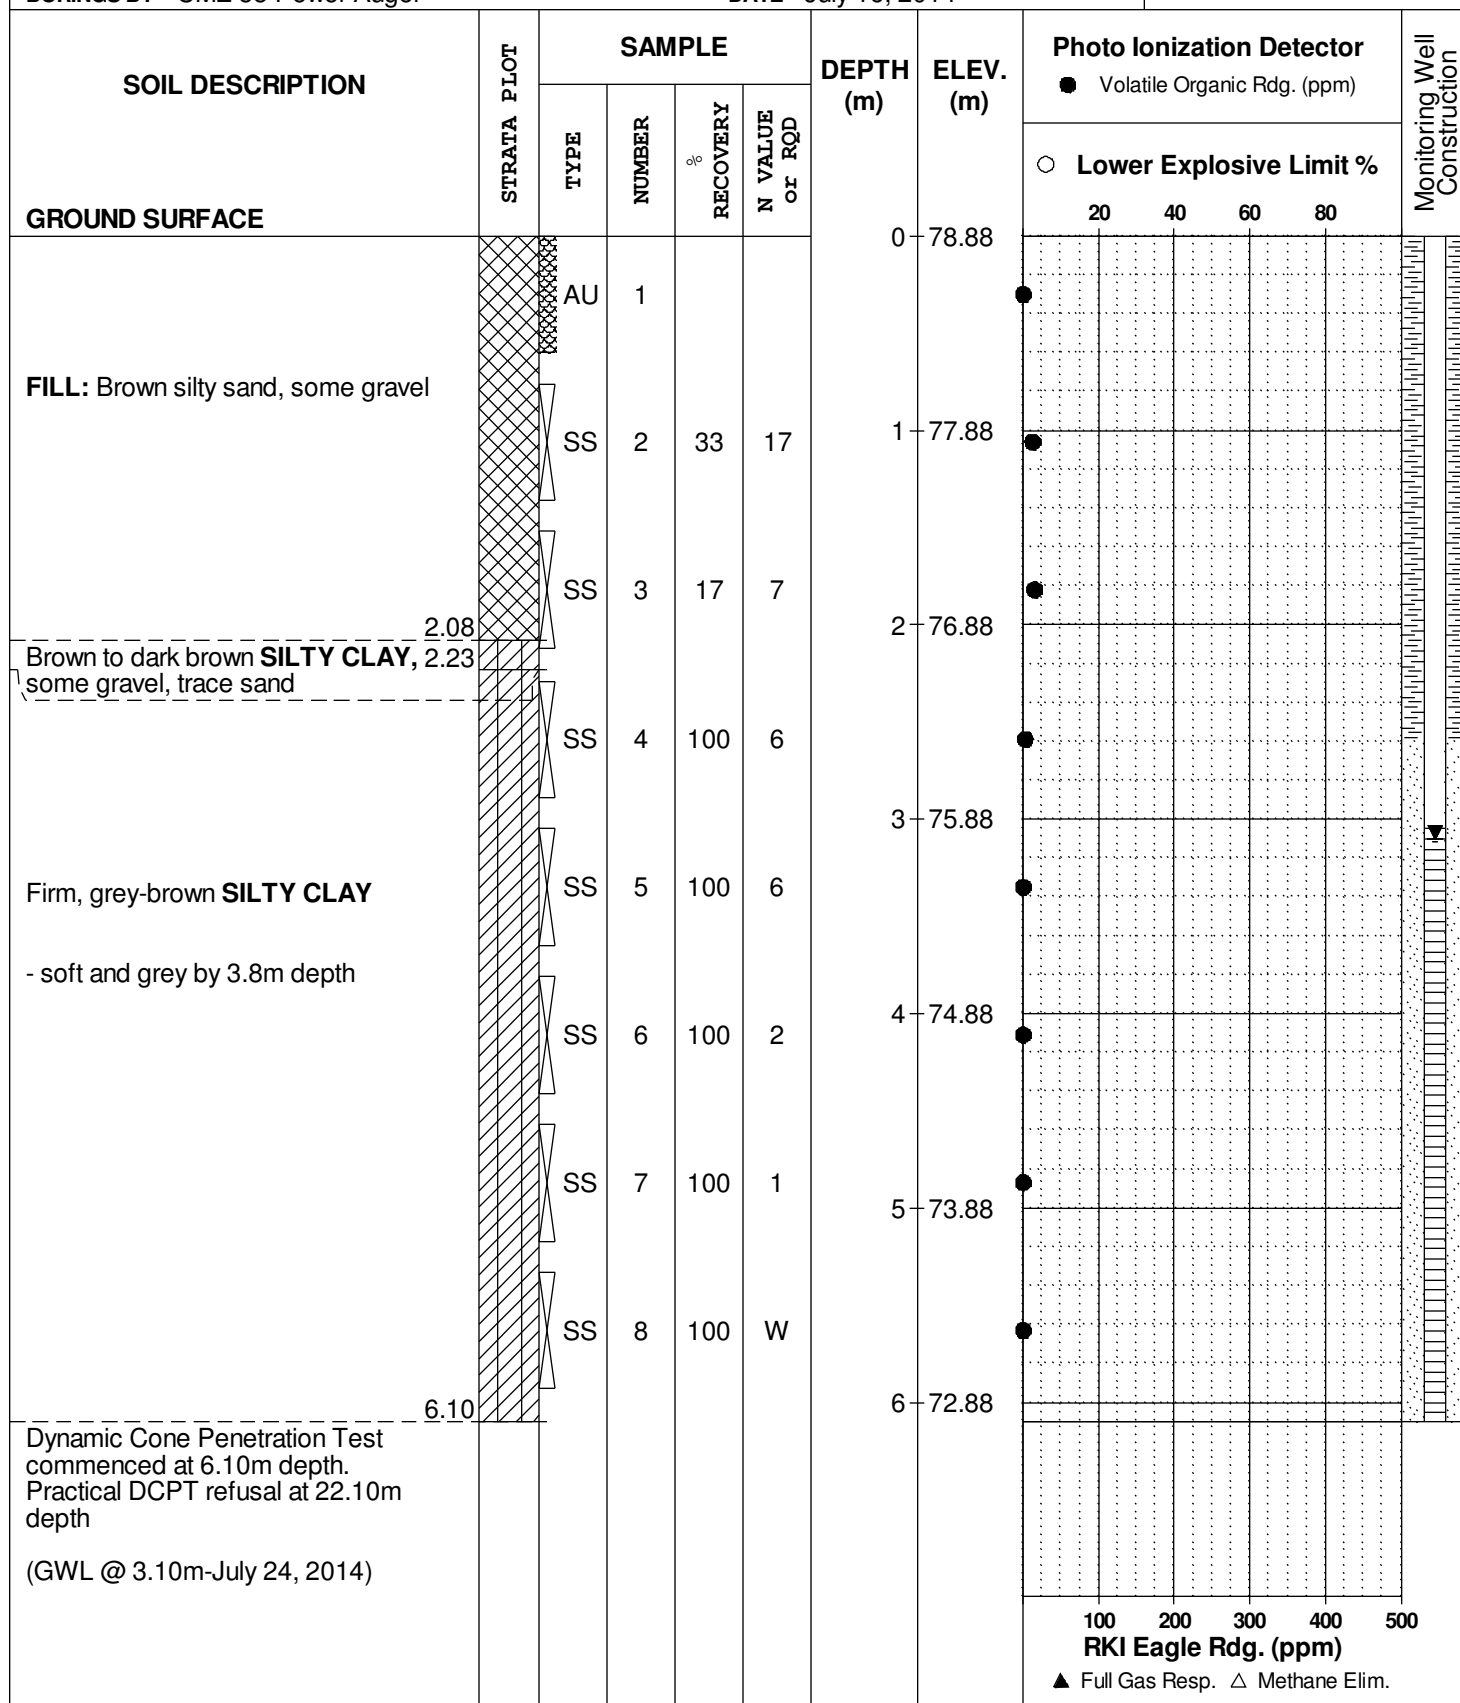 SOIL DESCRIPTION
GROUND SURFACE
STRATA PLOT
SAMPLE
TYPE
NUMBER
%
RECOVERY
N VALUE
or RQD
DEPTH
(m)
ELEV.
(m)
Photo Ionization Detector
● Volatile Organic Rdg. (ppm)
○ Lower Explosive Limit %
20 40 60 80
Monitoring Well
Construction
0 78.88
AU 1
FILL: Brown silty sand, some gravel
1 77.88
SS 2 33 17
SS 3 17 7
2.08
2 76.88
Brown to dark brown SILTY CLAY, 2.23
some gravel, trace sand
SS 4 100 6
3 75.88
Firm, grey-brown SILTY CLAY
SS 5 100 6
- soft and grey by 3.8m depth
4 74.88
SS 6 100 2
SS 7 100 1
5 73.88
SS 8 100 W
6.10
6 72.88
Dynamic Cone Penetration Test
commenced at 6.10m depth.
Practical DCPT refusal at 22.10m
depth
(GWL @ 3.10m-July 24, 2014)
100 200 300 400 500
RKI Eagle Rdg. (ppm)
▲ Full Gas Resp. △ Methane Elim.